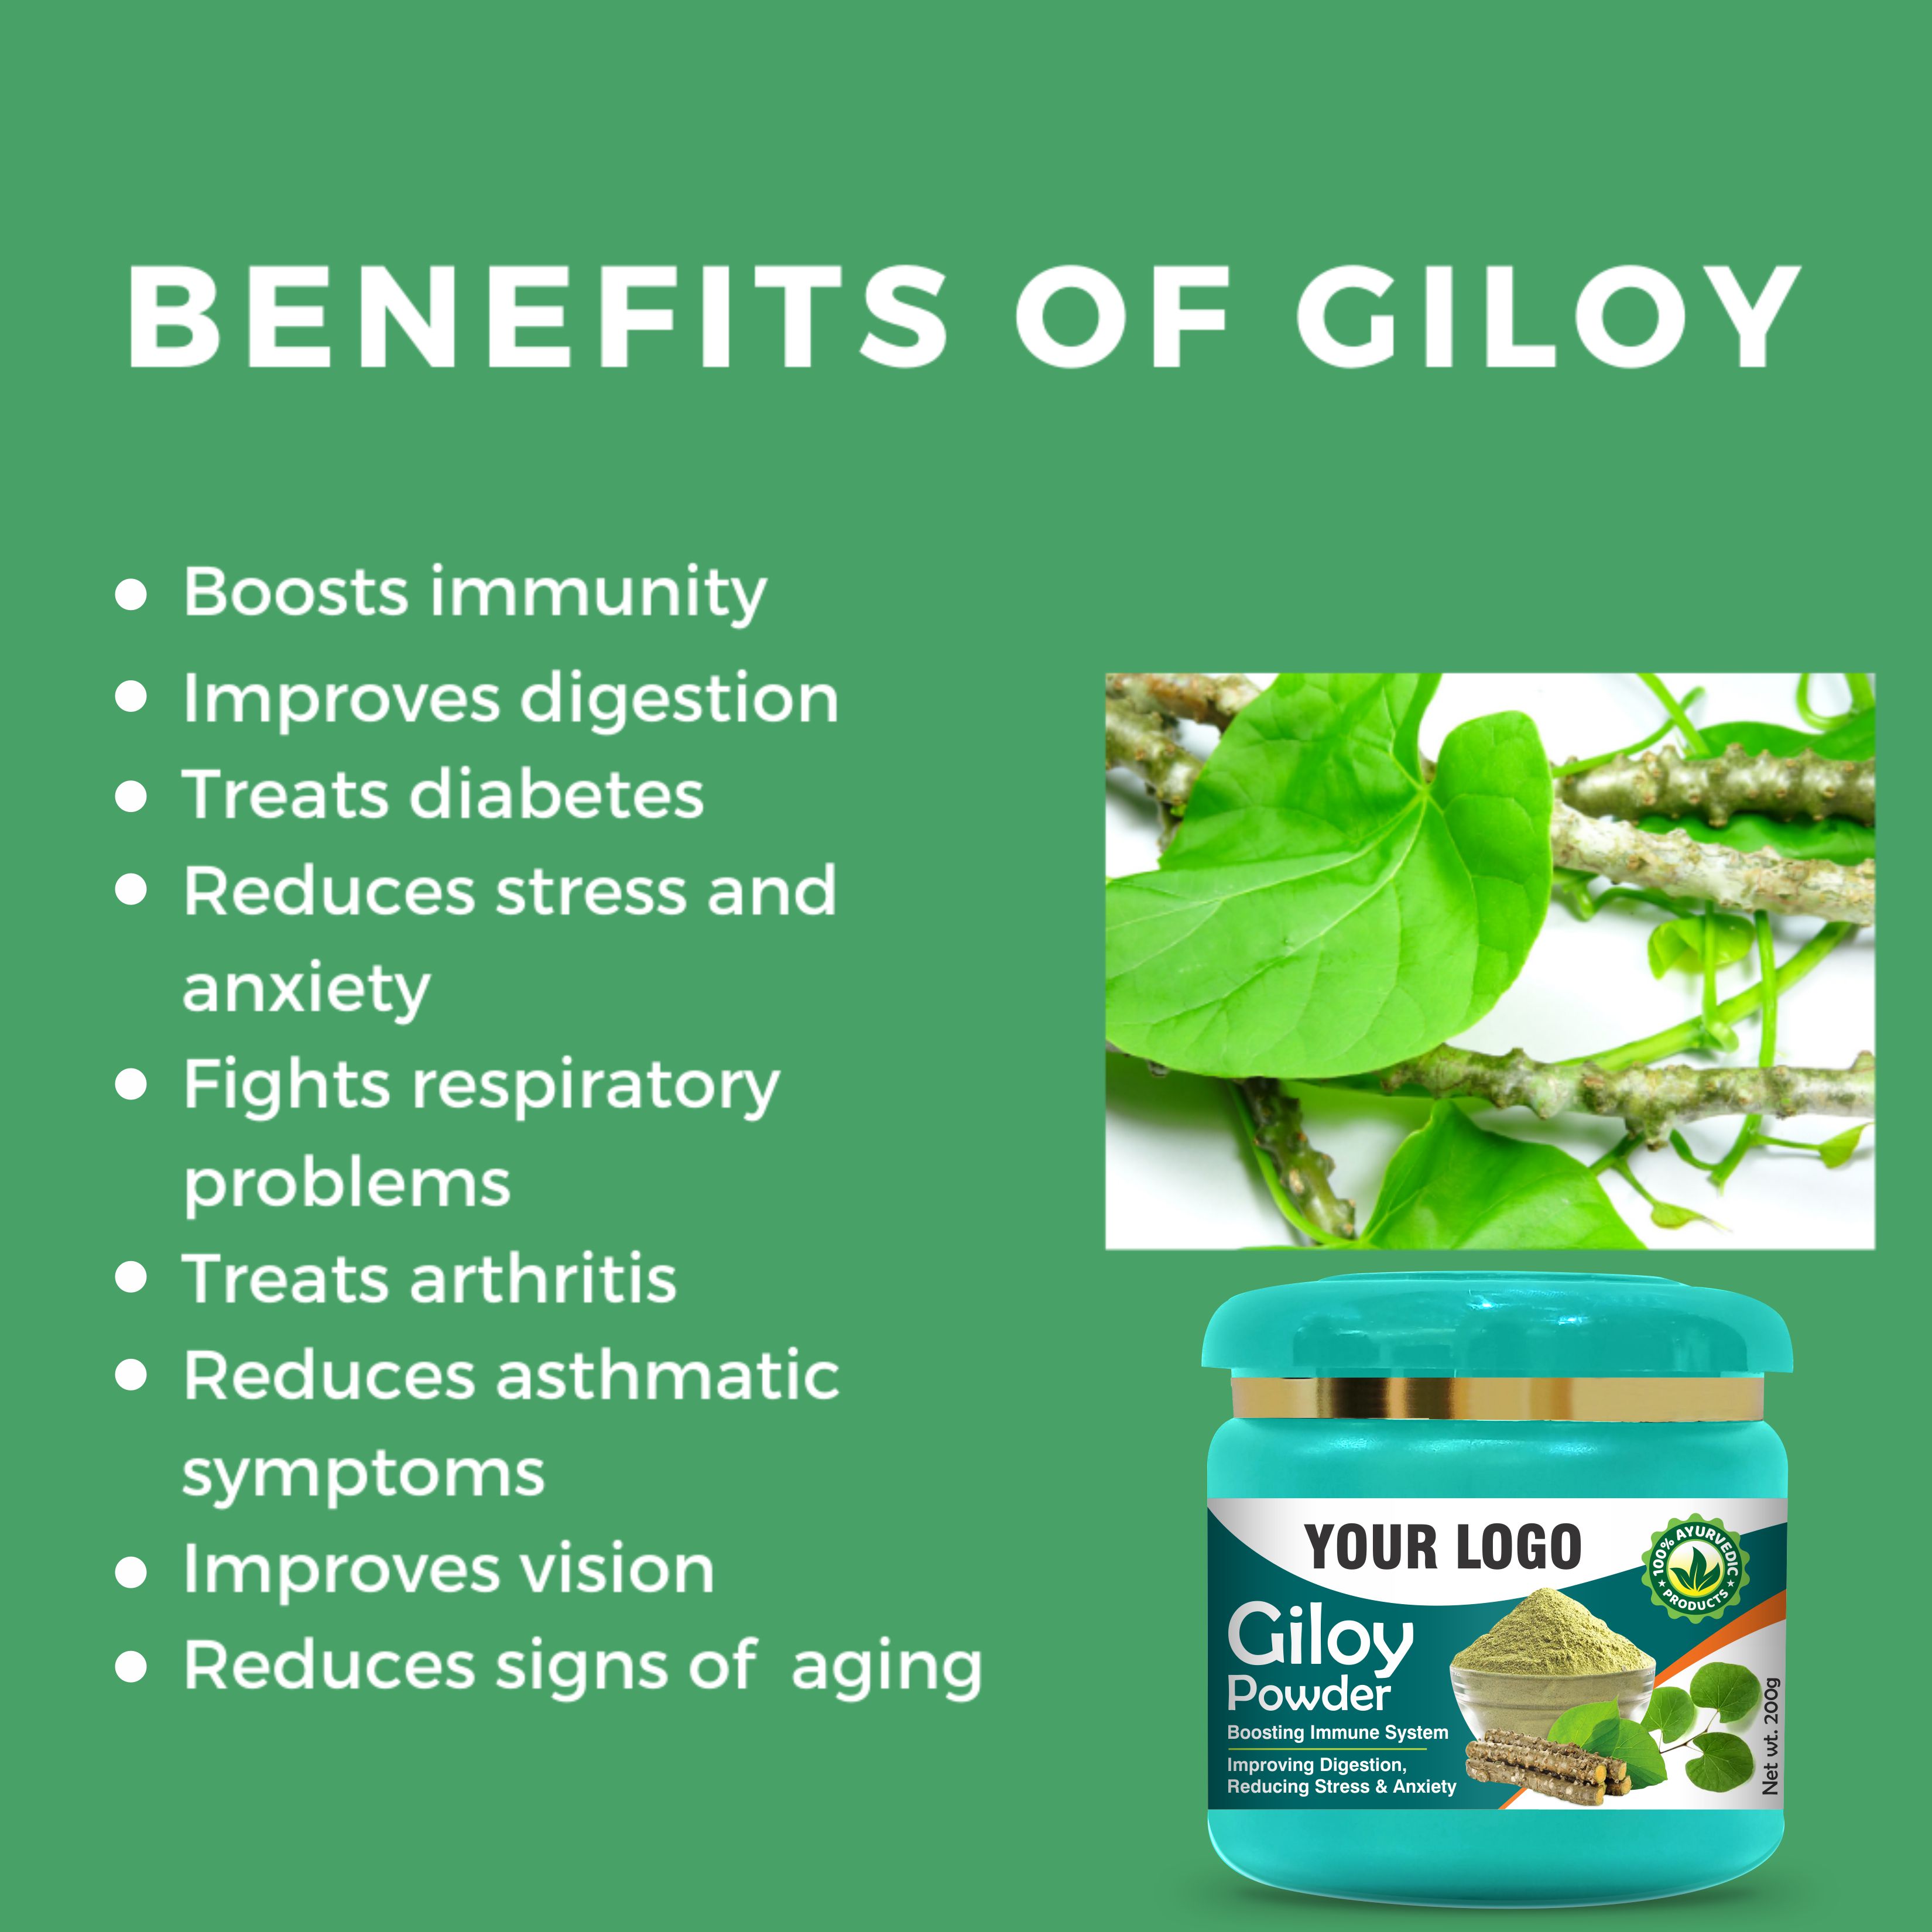 BENEFITS OF GILOY
Boosts immunity
Improves digestion
Treats diabetes
Reduces stress and
anxiety
Fights respiratory
problems
Treats arthritis
Reduces asthmatic
symptoms
Improves vision
Reduces signs of aging
YOUR LOGO
100% AYURVEDIC
PRODUCTS
Giloy
Powder
Boosting Immune System
Improving Digestion,
Reducing Stress & Anxiety
Net wt. 200g